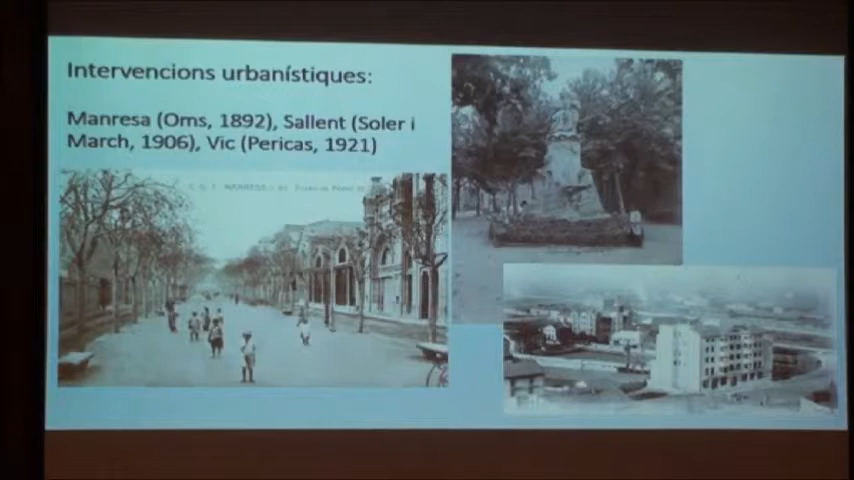 Intervencions urbanístiques:
Manresa (Oms, 1892), Sallent (Soler i
March, 1906), Vic (Pericas, 1921)
MANRESA